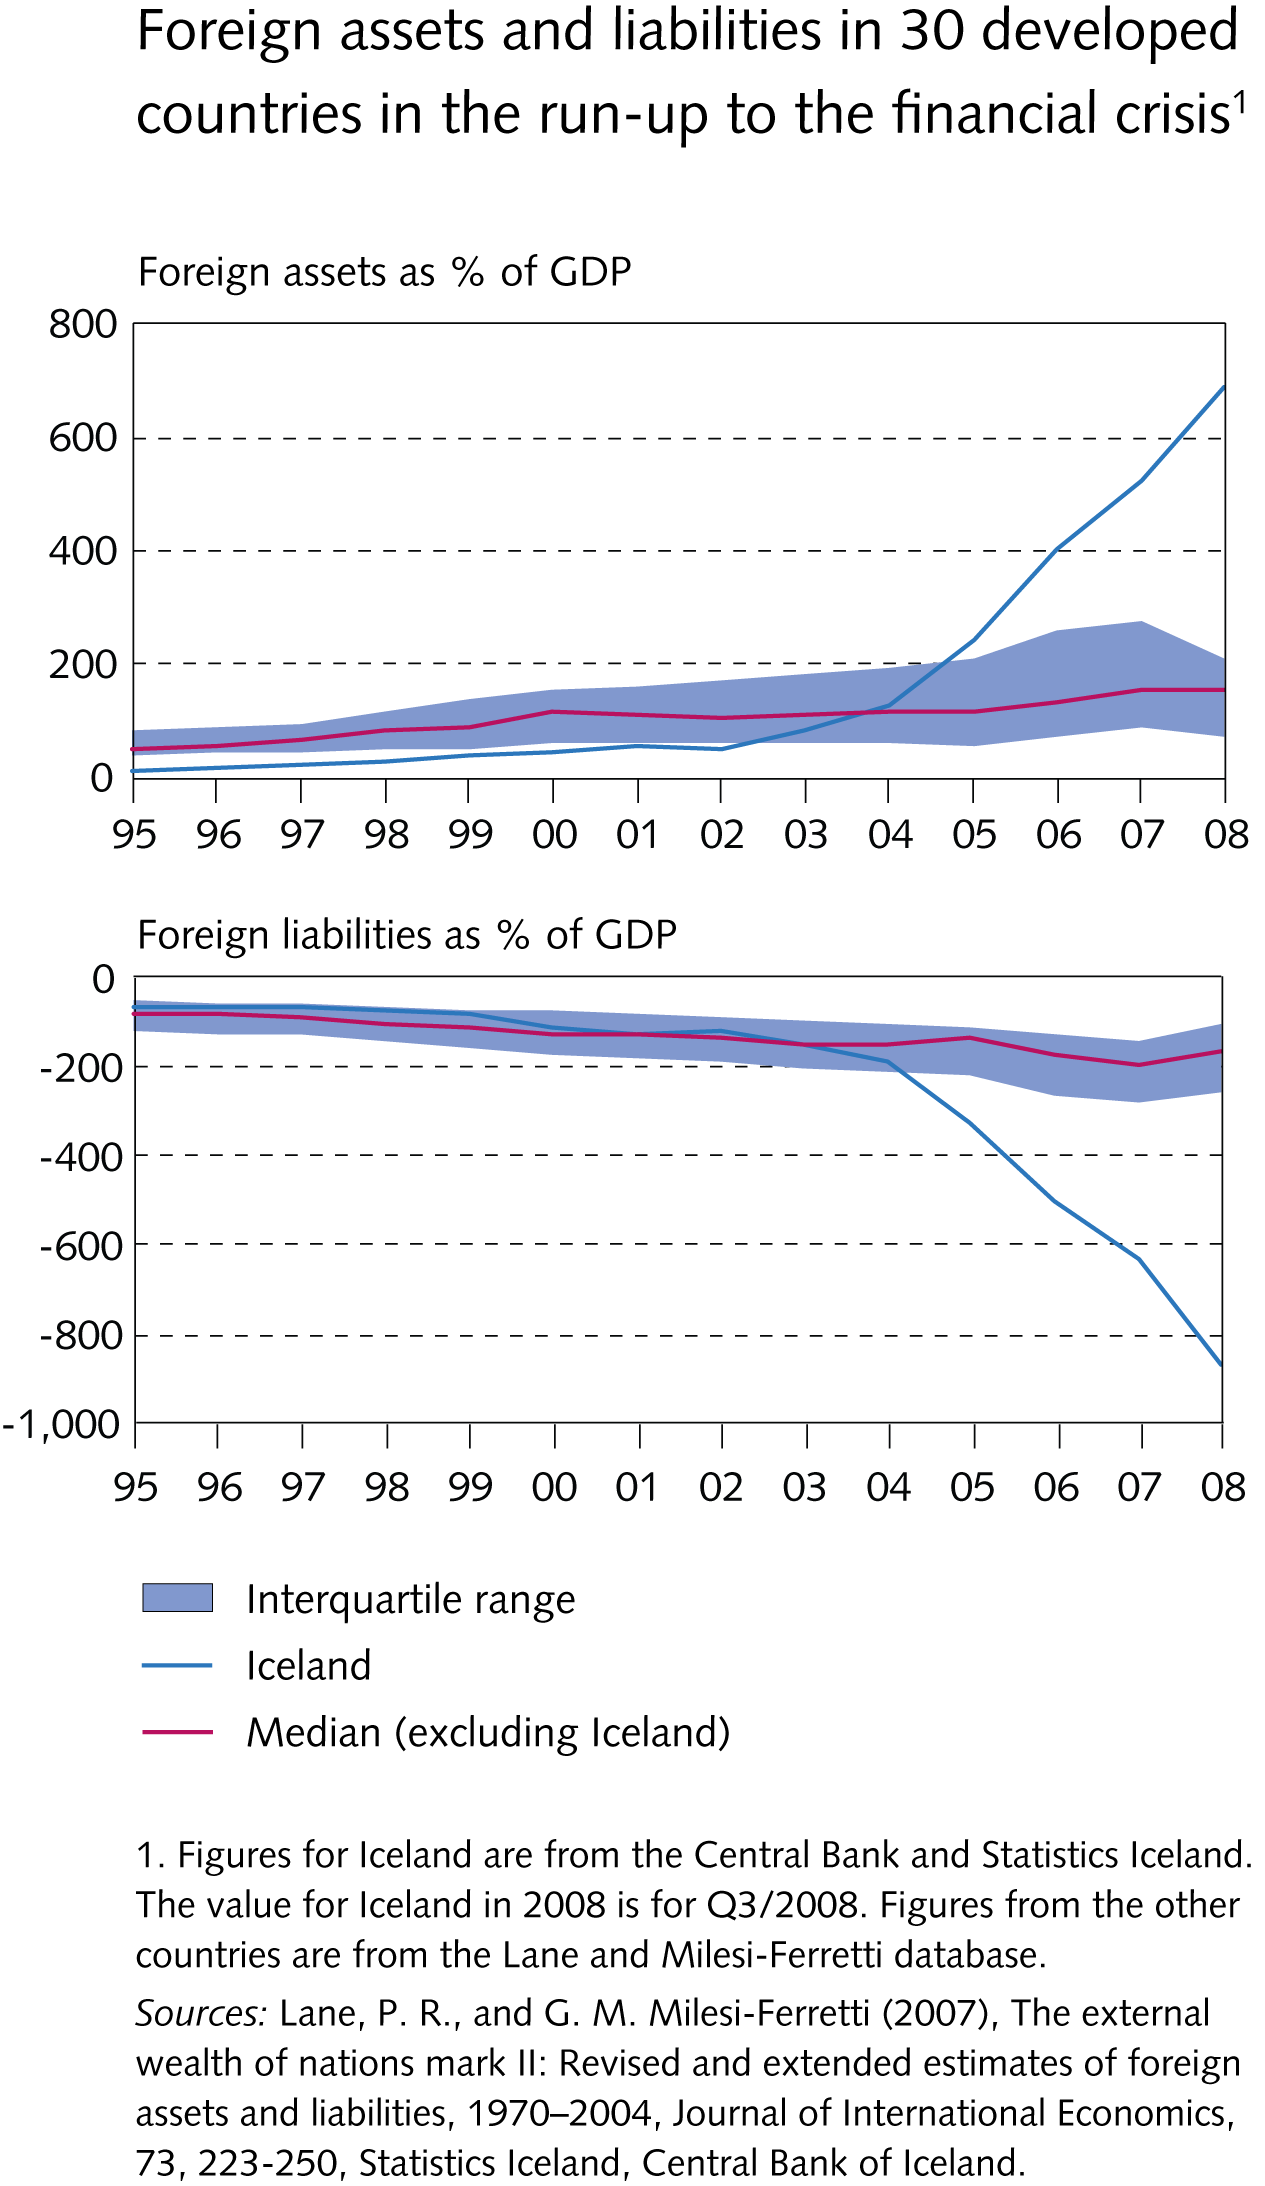 Foreign assets and liabilities in 30 developed
countries in the run-up to the financial crisis¹
Foreign assets as % of GDP
800
600
400
200
0
95 96 97 98 99 00 01 02 03 04 05 06 07 08
Foreign liabilities as % of GDP
0
-200
-400
-600
-800
-1,000
95 96 97 98 99 00 01 02 03 04 05 06 07 08
Interquartile range
Iceland
Median (excluding Iceland)
1. Figures for Iceland are from the Central Bank and Statistics Iceland.
The value for Iceland in 2008 is for Q3/2008. Figures from the other
countries are from the Lane and Milesi-Ferretti database.
Sources: Lane, P. R., and G. M. Milesi-Ferretti (2007), The external
wealth of nations mark II: Revised and extended estimates of foreign
assets and liabilities, 1970–2004, Journal of International Economics,
73, 223-250, Statistics Iceland, Central Bank of Iceland.